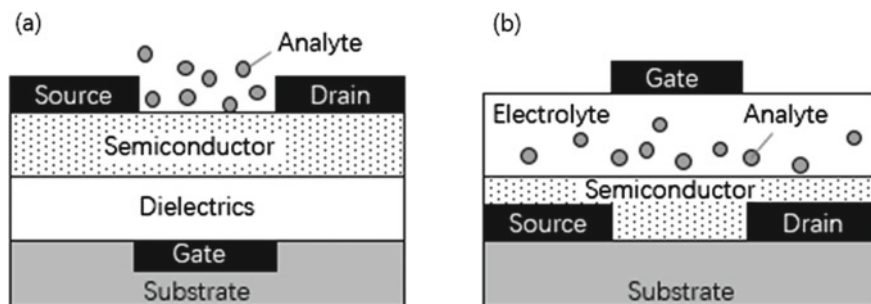 (a)
Analyte
Source
Drain
Semiconductor
Dielectrics
Gate
Substrate
(b)
Gate
Electrolyte
Analyte
Semiconductor
Source
Drain
Substrate